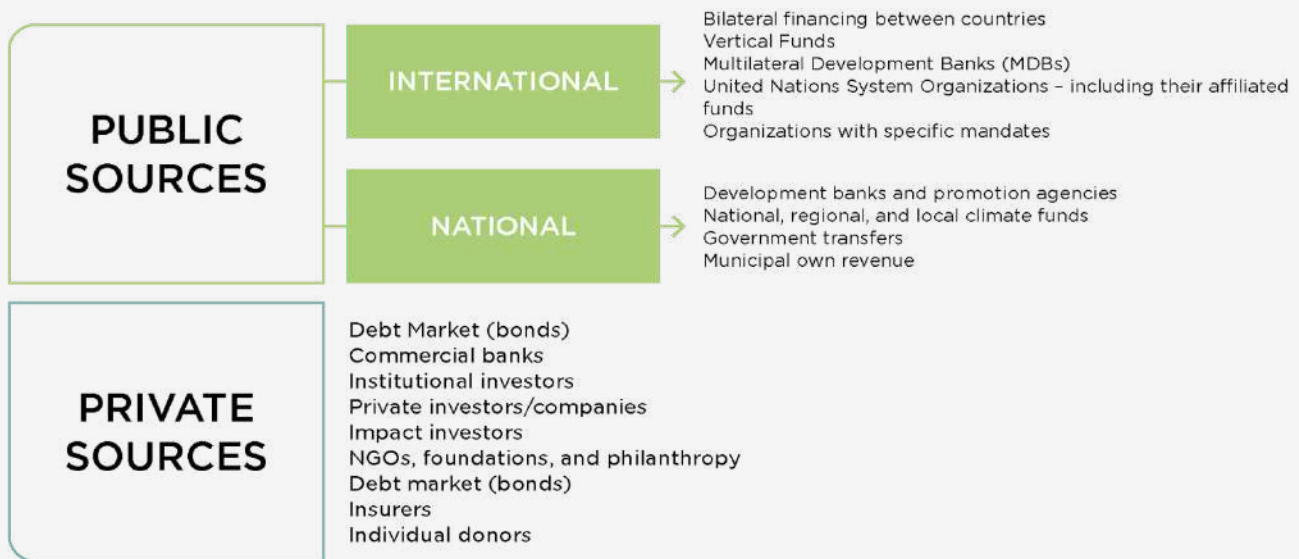 PUBLIC
SOURCES
INTERNATIONAL
Bilateral financing between countries
Vertical Funds
Multilateral Development Banks (MDBs)
United Nations System Organizations – including their affiliated
funds
Organizations with specific mandates
NATIONAL
Development banks and promotion agencies
National, regional, and local climate funds
Government transfers
Municipal own revenue
PRIVATE
SOURCES
Debt Market (bonds)
Commercial banks
Institutional investors
Private investors/companies
Impact investors
NGOs, foundations, and philanthropy
Debt market (bonds)
Insurers
Individual donors